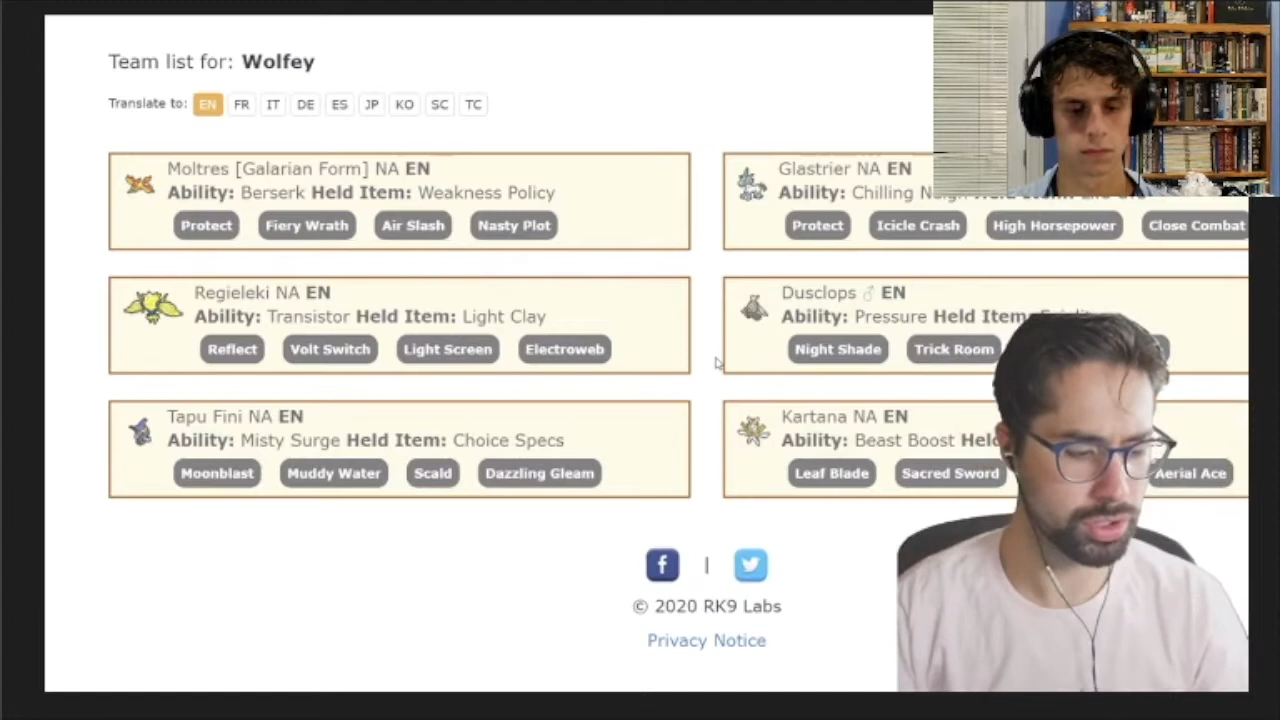 Team list for: Wolfey
Translate to: EN FR IT DE ES JP KO SC TC
Moltres [Galarian Form] NA EN
Ability: Berserk Held Item: Weakness Policy
Protect Fiery Wrath Air Slash Nasty Plot
Glastrier NA EN
Ability: Chilling
Protect Icicle Crash High Horsepower Close Combat
Regieleki NA EN
Ability: Transistor Held Item: Light Clay
Reflect Volt Switch Light Screen Electroweb
Dusclops ♂ EN
Ability: Pressure Held Item:
Night Shade Trick Room
Tapu Fini NA EN
Ability: Misty Surge Held Item: Choice Specs
Moonblast Muddy Water Scald Dazzling Gleam
Kartana NA EN
Ability: Beast Boost
Leaf Blade Sacred Sword Aerial Ace
f |
© 2020 RK9 Labs
Privacy Notice